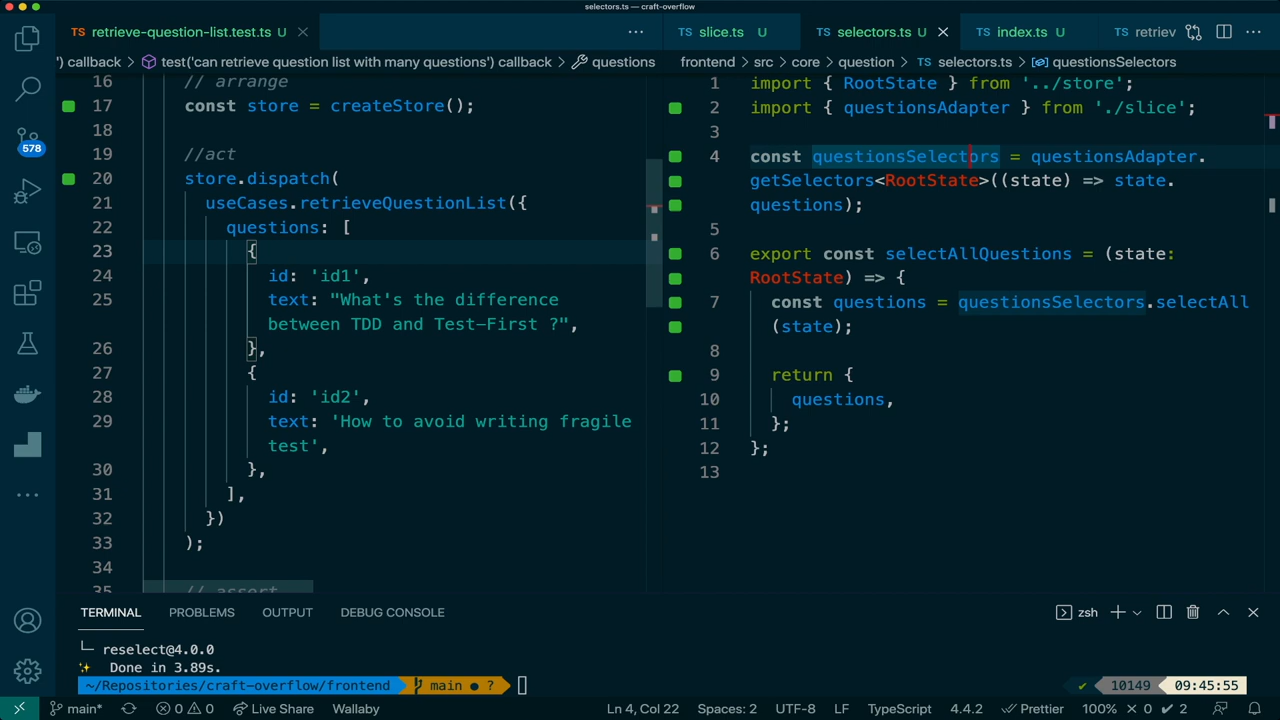 selectors.ts — craft-overflow
TS retrieve-question-list.test.ts U
TS slice.ts U
TS selectors.ts U
TS index.ts U
TS retriev
') callback > test('can retrieve question list with many questions') callback > questions
frontend > src > core > question > TS selectors.ts > questionsSelectors
578
16 // arrange
17 const store = createStore();
18
19 //act
20 store.dispatch(
21 useCases.retrieveQuestionList({
22 questions: [
23 {
24 id: 'id1',
25 text: "What's the difference
between TDD and Test-First ?",
26 },
27 {
28 id: 'id2',
29 text: 'How to avoid writing fragile
test',
30 },
31 ],
32 })
33 );
34
35 // assert
1 import { RootState } from '../store';
2 import { questionsAdapter } from './slice';
3
4 const questionsSelectors = questionsAdapter.
getSelectors<RootState>((state) => state.
questions);
5
6 export const selectAllQuestions = (state:
RootState) => {
7 const questions = questionsSelectors.selectAll
(state);
8
9 return {
10 questions,
11 };
12 };
13
TERMINAL PROBLEMS OUTPUT DEBUG CONSOLE
zsh
└─ reselect@4.0.0
✨ Done in 3.89s.
~/Repositories/craft-overflow/frontend main ● ?
✔ 10149 09:45:55
main* 0 0 Live Share Wallaby
Ln 4, Col 22 Spaces: 2 UTF-8 LF TypeScript 4.4.2 Prettier 100% × 0 ✓ 2